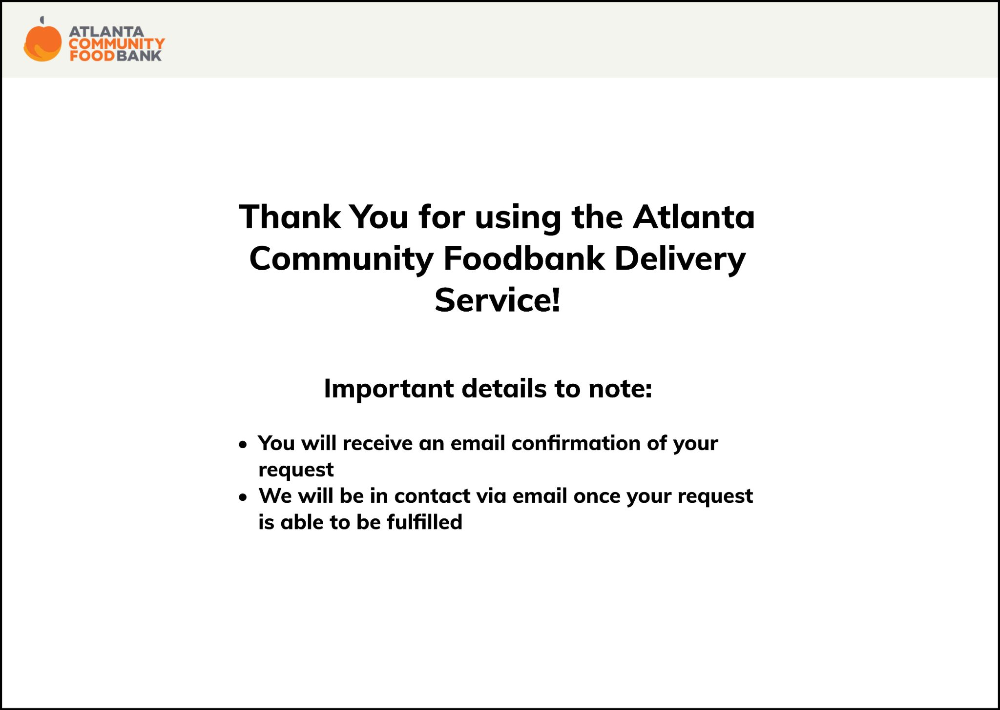 ATLANTA
COMMUNITY
FOODBANK
Thank You for using the Atlanta
Community Foodbank Delivery
Service!
Important details to note:
• You will receive an email confirmation of your
request
• We will be in contact via email once your request
is able to be fulfilled